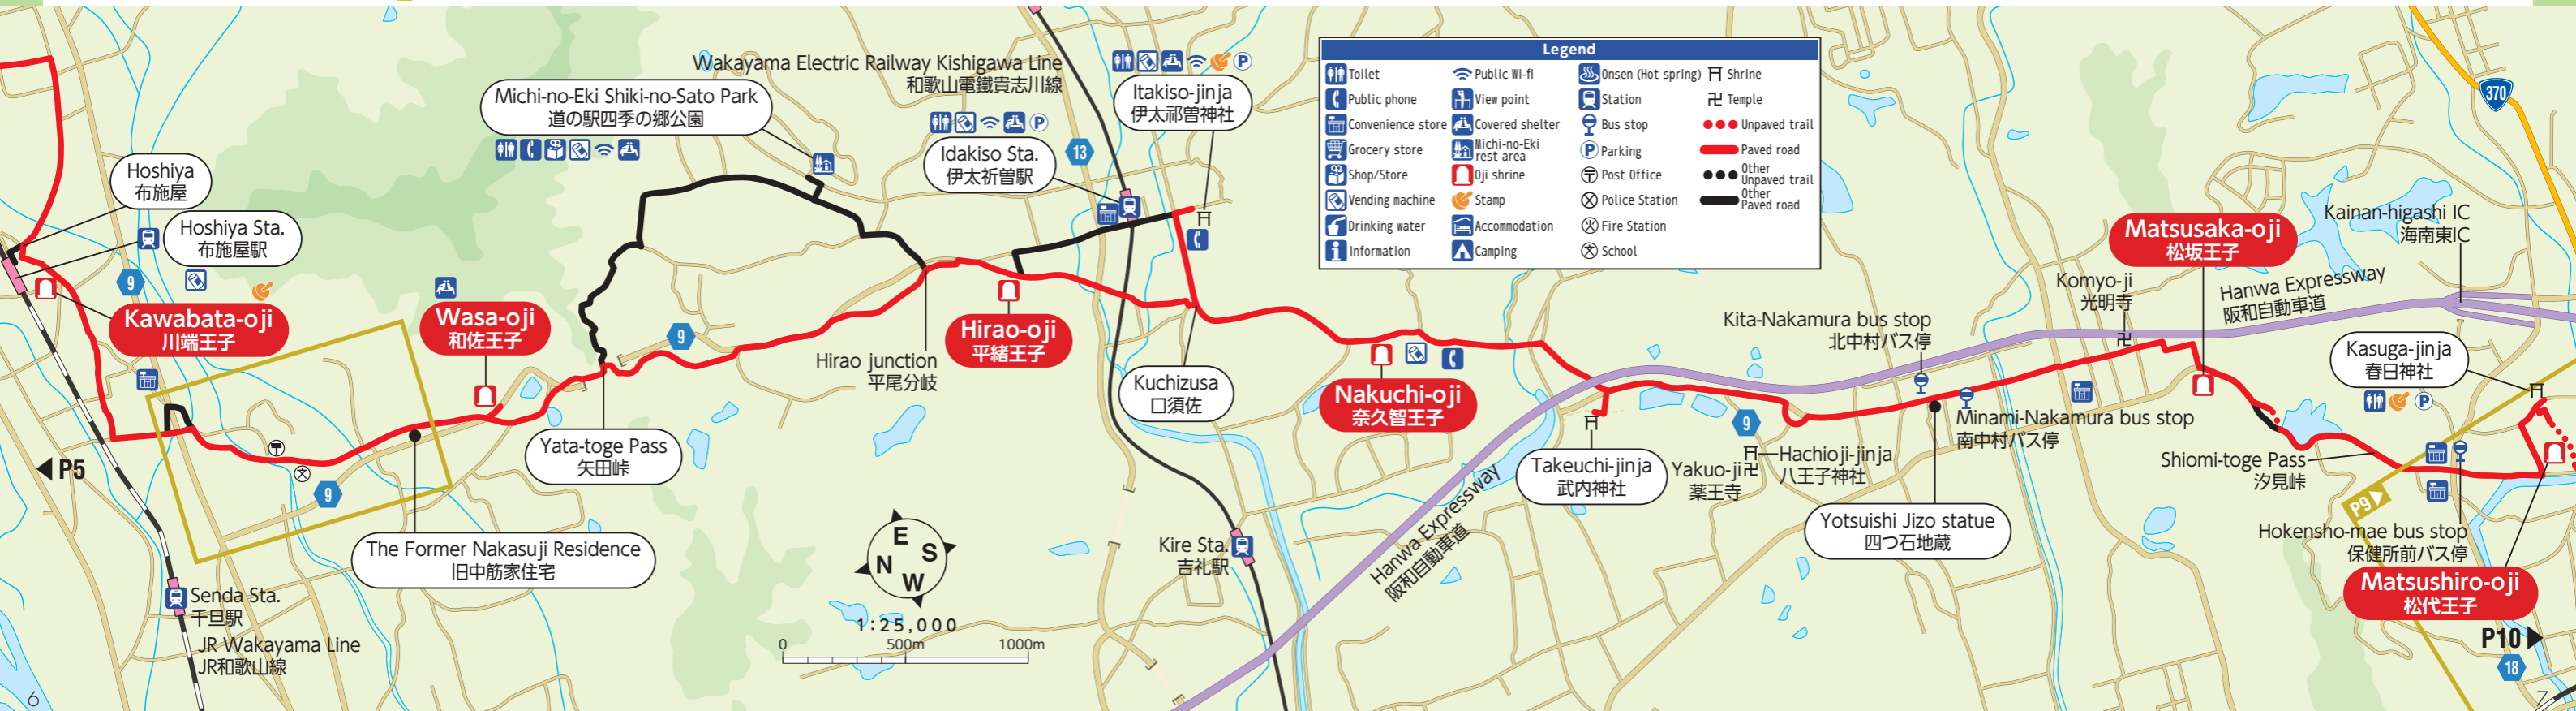 Hoshiya
布施屋
Hoshiya Sta.
布施屋駅
9
Kawabata-oji
川端王子
P5
Senda Sta.
千旦駅
JR Wakayama Line
JR和歌山線
6
9
Wasa-oji
和佐王子
The Former Nakasuji Residence
旧中筋家住宅
Yata-toge Pass
矢田峠
9
Michi-no-Eki Shiki-no-Sato Park
道の駅四季の郷公園
Wakayama Electric Railway Kishigawa Line
和歌山電鐵貴志川線
Idakiso Sta.
伊太祈曽駅
13
Itakiso-jinja
伊太祁曽神社
P
P
Hirao junction
平尾分岐
Hirao-oji
平緒王子
Kuchizusa
口須佐
E
S
N
W
1:25,000
0
500m
1000m
Kire Sta.
吉礼駅
Legend
Toilet
Public phone
Convenience store
Grocery store
Shop/Store
Vending machine
Drinking water
Information
Public Wi-fi
View point
Covered shelter
Michi-no-Eki
rest area
Oji shrine
Stamp
Accommodation
Camping
Onsen (Hot spring)
Station
Bus stop
P Parking
Post Office
Police Station
Fire Station
School
Shrine
Temple
Unpaved trail
Paved road
Other
Unpaved trail
Other
Paved road
Nakuchi-oji
奈久智王子
Hanwa Expressway
阪和自動車道
Takeuchi-jinja
武内神社
Yakuo-ji
薬王寺
9
Hachioji-jinja
八王子神社
Kita-Nakamura bus stop
北中村バス停
Minami-Nakamura bus stop
南中村バス停
Yotsuishi Jizo statue
四つ石地蔵
Komyo-ji
光明寺
Matsusaka-oji
松坂王子
Hanwa Expressway
阪和自動車道
Kainan-higashi IC
海南東IC
370
Kasuga-jinja
春日神社
P
Shiomi-toge Pass
汐見峠
P9
Hokensho-mae bus stop
保健所前バス停
Matsushiro-oji
松代王子
P10
18
7